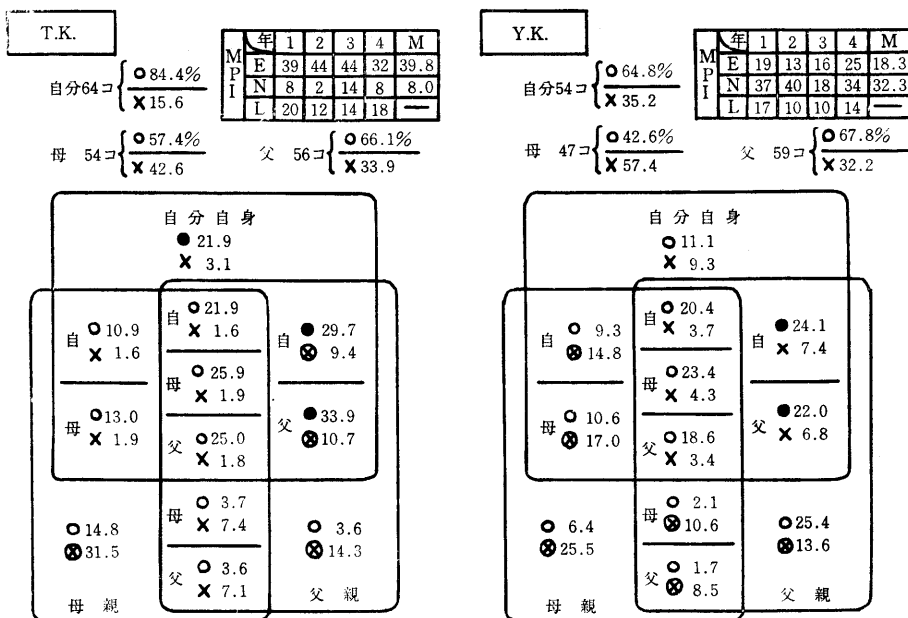 T.K.
MPI 年 1 2 3 4 M
E 39 44 44 32 39.8
N 8 2 14 8 8.0
L 20 12 14 18 —
自分64コ{ ○ 84.4%
× 15.6
母 54コ{ ○ 57.4%
× 42.6
父 56コ{ ○ 66.1%
× 33.9
自分自身
● 21.9
× 3.1
自 ○ 10.9
× 1.6
母 ○ 13.0
× 1.9
自 ○ 21.9
× 1.6
母 ○ 25.9
× 1.9
父 ○ 25.0
× 1.8
自 ● 29.7
⊗ 9.4
父 ● 33.9
⊗ 10.7
○ 14.8
⊗ 31.5
母親
母 ○ 3.7
× 7.4
父 ○ 3.6
× 7.1
○ 3.6
⊗ 14.3
父親
Y.K.
MPI 年 1 2 3 4 M
E 19 13 16 25 18.3
N 37 40 18 34 32.3
L 17 10 10 14 —
自分54コ{ ○ 64.8%
× 35.2
母 47コ{ ○ 42.6%
× 57.4
父 59コ{ ○ 67.8%
× 32.2
自分自身
○ 11.1
× 9.3
自 ○ 9.3
⊗ 14.8
母 ○ 10.6
⊗ 17.0
自 ○ 20.4
× 3.7
母 ○ 23.4
× 4.3
父 ○ 18.6
× 3.4
自 ● 24.1
× 7.4
父 ● 22.0
× 6.8
○ 6.4
⊗ 25.5
母親
母 ○ 2.1
⊗ 10.6
父 ○ 1.7
⊗ 8.5
○ 25.4
⊗ 13.6
父親